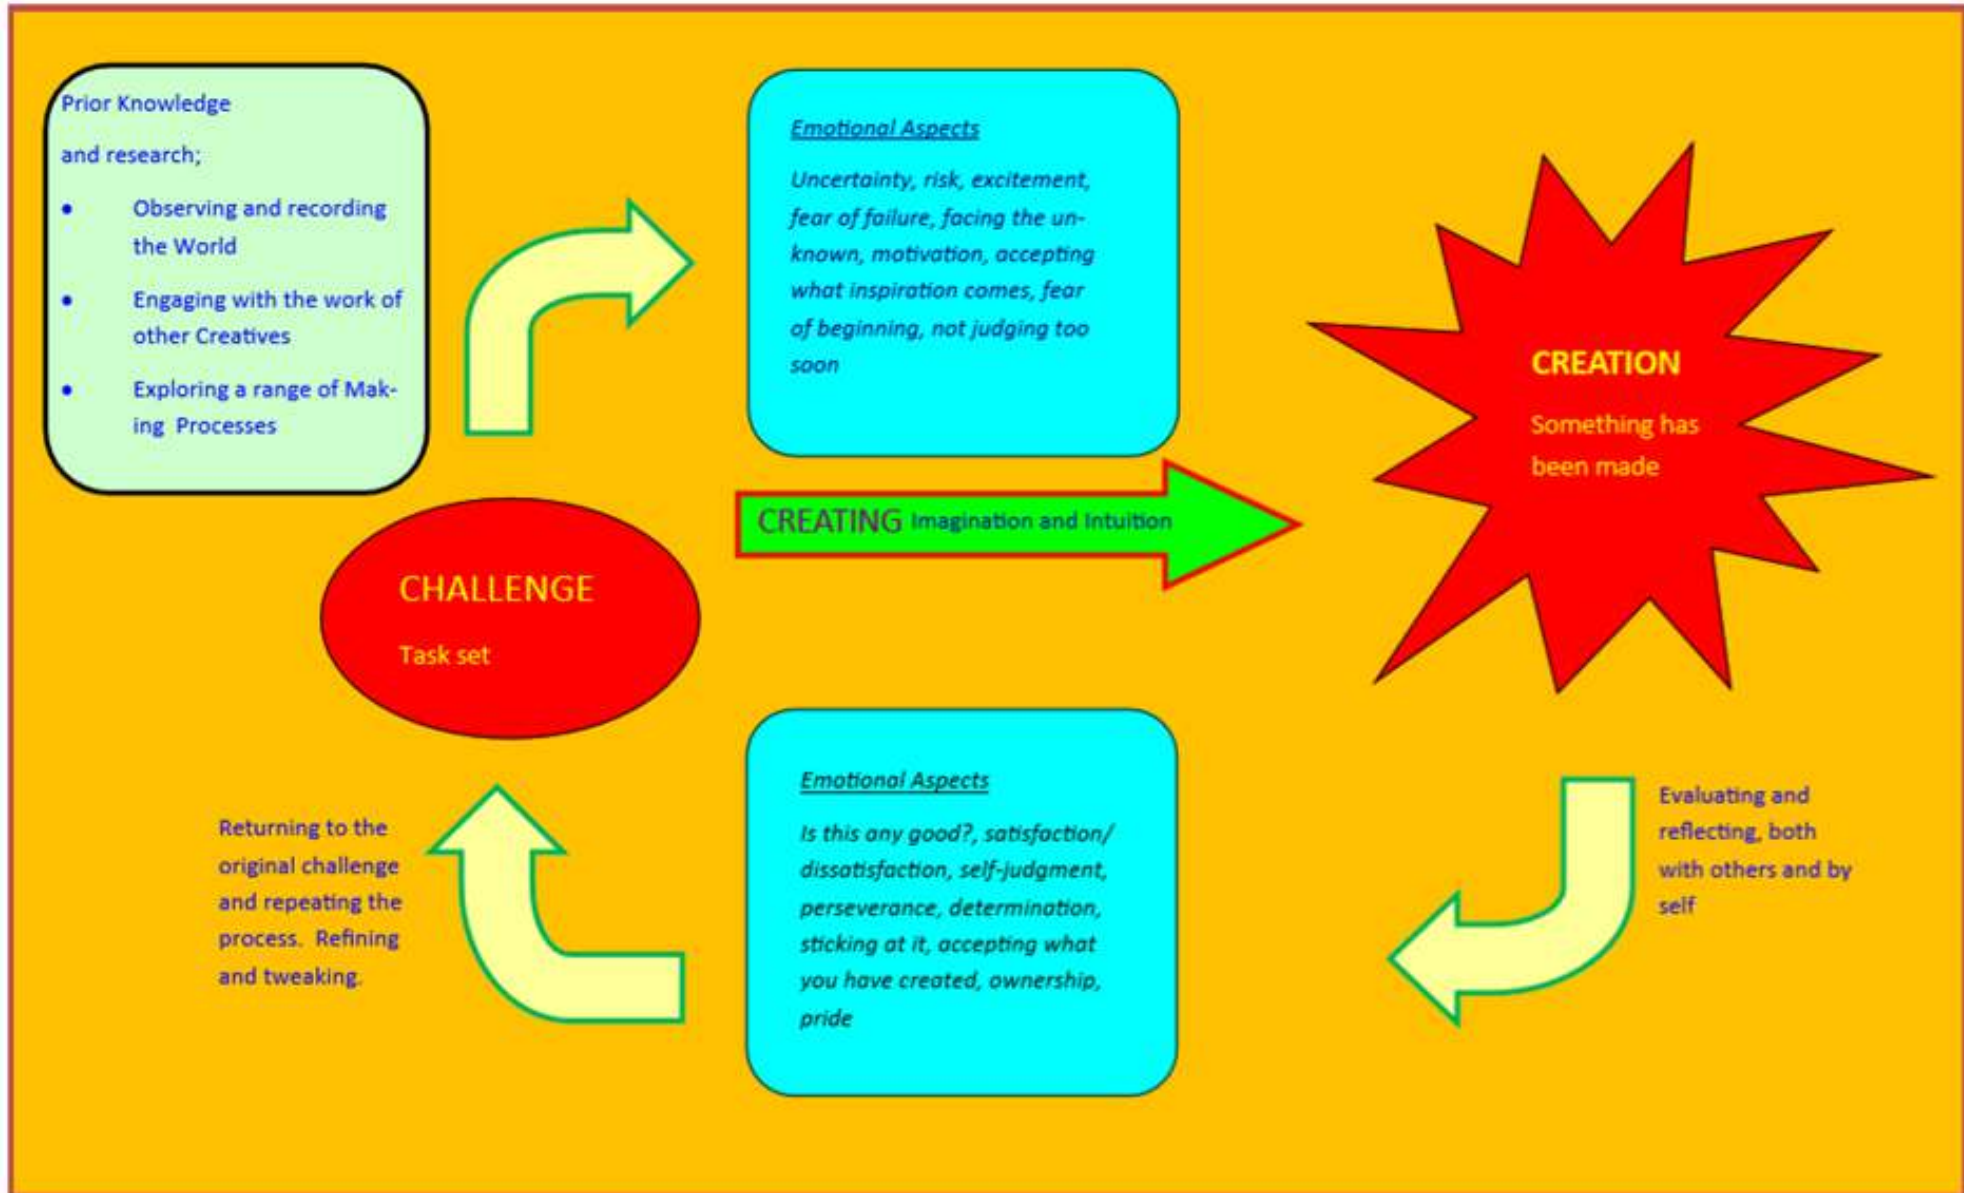 Prior Knowledge
and research;
• Observing and recording
the World
• Engaging with the work of
other Creatives
• Exploring a range of Mak-
ing Processes
Emotional Aspects
Uncertainty, risk, excitement,
fear of failure, facing the un-
known, motivation, accepting
what inspiration comes, fear
of beginning, not judging too
soon
CREATION
Something has
been made
CREATING Imagination and Intuition
CHALLENGE
Task set
Emotional Aspects
Is this any good?, satisfaction/
dissatisfaction, self-judgment,
perseverance, determination,
sticking at it, accepting what
you have created, ownership,
pride
Evaluating and
reflecting, both
with others and by
self
Returning to the
original challenge
and repeating the
process. Refining
and tweaking.